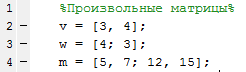 1 %Произвольные матрицы%
2 – v = [3, 4];
3 – w = [4; 3];
4 – m = [5, 7; 12, 15];